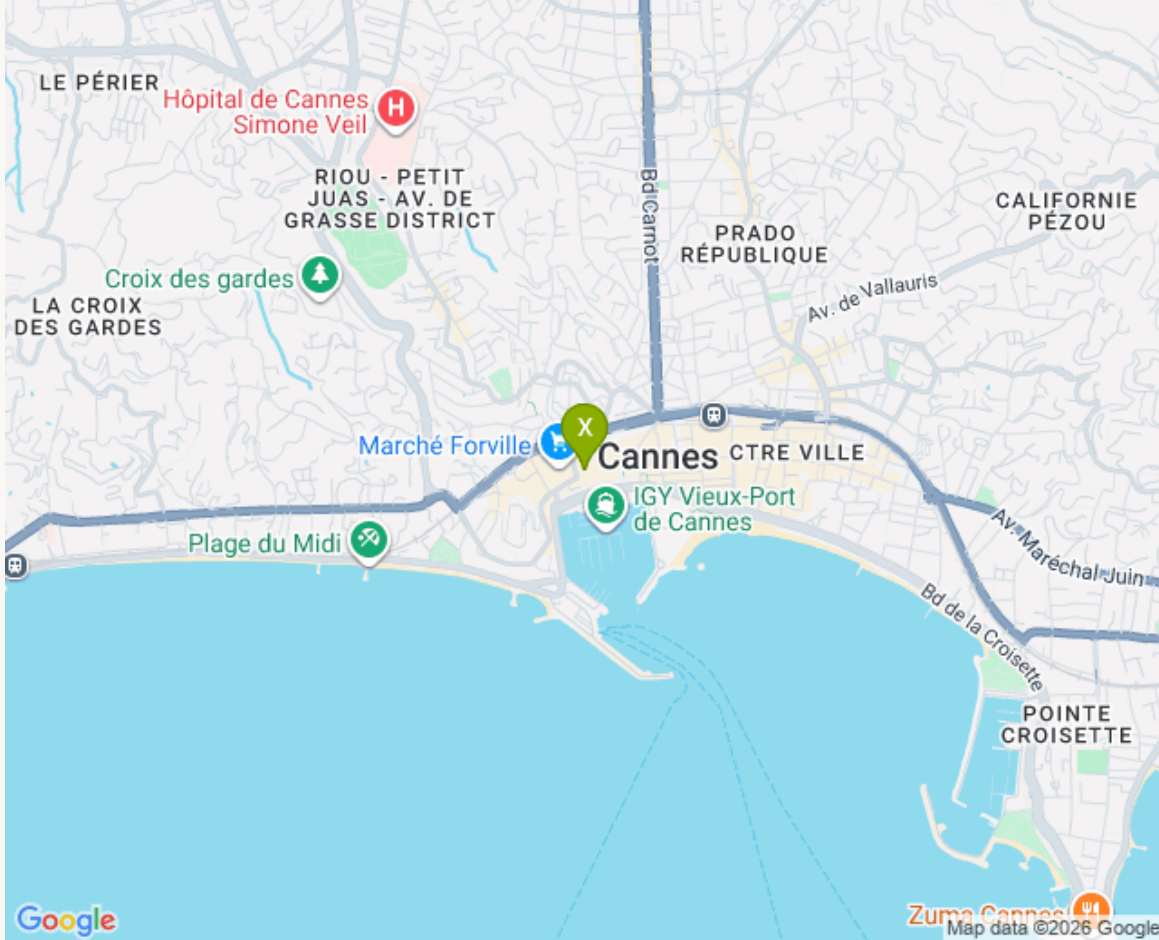 LE PÉRIER
Hôpital de Cannes
Simone Veil
H
RIOU - PETIT
JUAS - AV. DE
GRASSE DISTRICT
Bd Carnot
CALIFORNIE
PÉZOU
PRADO
RÉPUBLIQUE
Croix des gardes
Av. de Vallauris
LA CROIX
DES GARDES
X
Marché Forville
Cannes
CTRE VILLE
IGY Vieux-Port
de Cannes
Plage du Midi
Av. Maréchal-Juin
Bd de la Croisette
POINTE
CROISETTE
Zuma Cannes
Google
Map data ©2026 Google